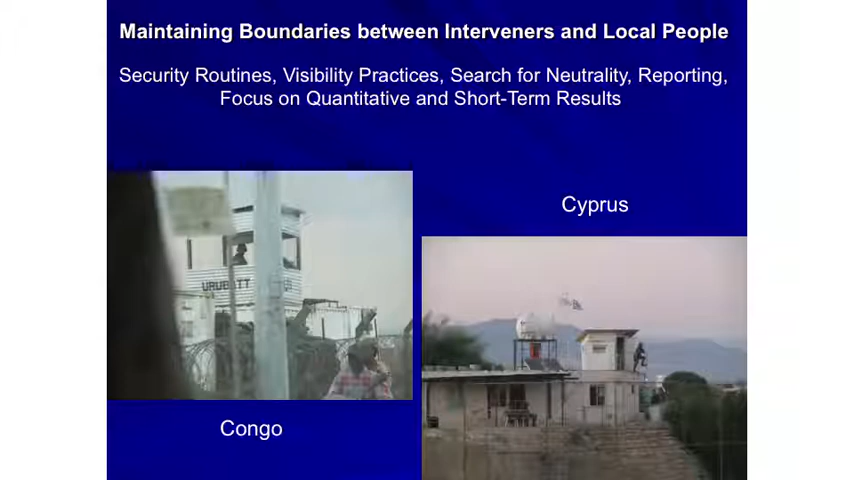 Maintaining Boundaries between Interveners and Local People
Security Routines, Visibility Practices, Search for Neutrality, Reporting,
Focus on Quantitative and Short-Term Results
Cyprus
URUBATT
Congo